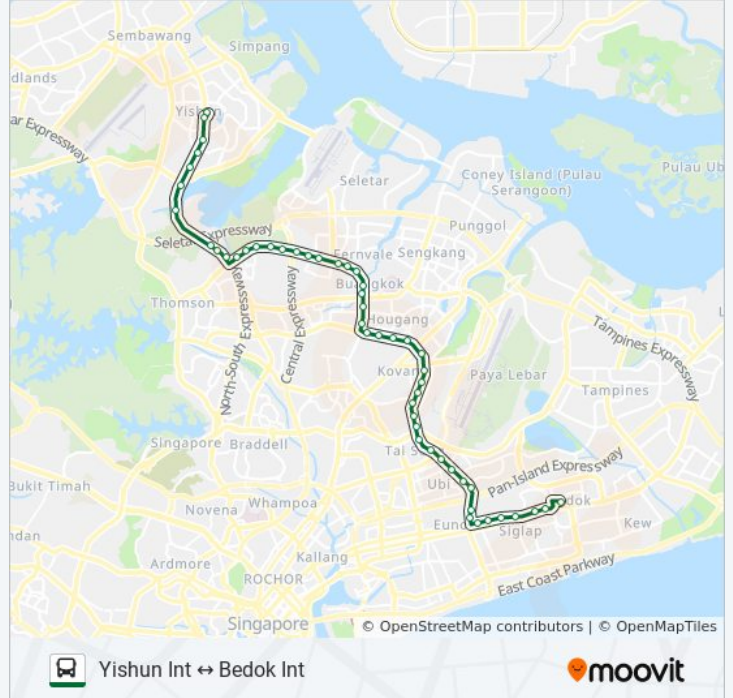 Sembawang
Simpang
dlands
Yishun
ar Expressway
Coney Island (Pulau
Serangoon)
Pulau Ub
Seletar
Punggol
Seletar Expressway
Fernvale
Sengkang
Buangkok
Thomson
Hougang
North-South Expressway
Central Expressway
Tampines Expressway
Kovan
Paya Lebar
Tampines
Singapore
Braddell
Tai S
Pan-Island Expressway
Bukit Timah
Ubi
Bedok
Novena
Whampoa
Euno
Kew
ndan
Siglap
Kallang
Ardmore
ROCHOR
East Coast Parkway
Singapore
© OpenStreetMap contributors | © OpenMapTiles
Yishun Int ↔ Bedok Int
moovit